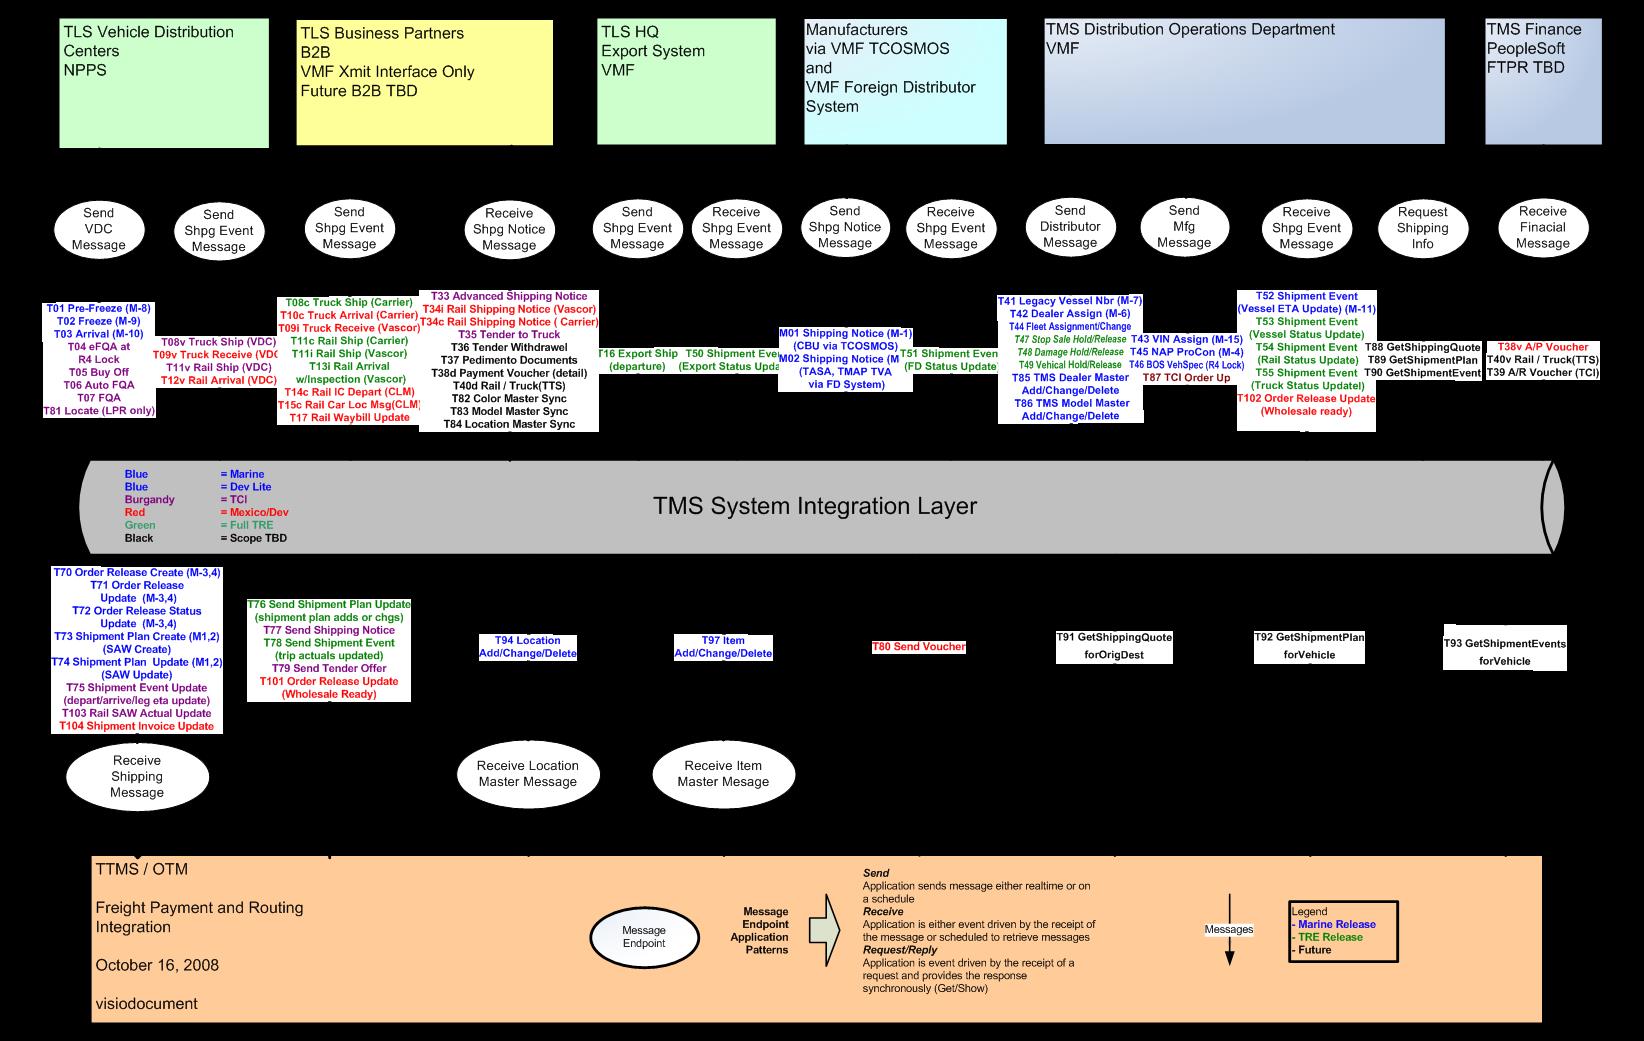 TLS Vehicle Distribution
Centers
NPPS
TLS Business Partners
B2B
VMF Xmit Interface Only
Future B2B TBD
TLS HQ
Export System
VMF
Manufacturers
via VMF TCOSMOS
and
VMF Foreign Distributor
System
TMS Distribution Operations Department
VMF
TMS Finance
PeopleSoft
FTPR TBD
Send
VDC
Message
Send
Shpg Event
Message
Send
Shpg Event
Message
Receive
Shpg Notice
Message
Send
Shpg Event
Message
Receive
Shpg Event
Message
Send
Shpg Notice
Message
Receive
Shpg Event
Message
Send
Distributor
Message
Send
Mfg
Message
Receive
Shpg Event
Message
Request
Shipping
Info
Receive
Finacial
Message
T01 Pre-Freeze (M-8)
T02 Freeze (M-9)
T03 Arrival (M-10)
T04 eFQA at
R4 Lock
T05 Buy Off
T06 Auto FQA
T07 FQA
T81 Locate (LPR only)
T08v Truck Ship (VDC)
T09v Truck Receive (VDC
T11v Rail Ship (VDC)
T12v Rail Arrival (VDC)
T08c Truck Ship (Carrier)
T10c Truck Arrival (Carrier)
T09i Truck Receive (Vascor)
T11c Rail Ship (Carrier)
T11i Rail Ship (Vascor)
T13i Rail Arrival
w/Inspection (Vascor)
T14c Rail IC Depart (CLM)
T15c Rail Car Loc Msg(CLM)
T17 Rail Waybill Update
T33 Advanced Shipping Notice
T34i Rail Shipping Notice (Vascor)
T34c Rail Shipping Notice ( Carrier)
T35 Tender to Truck
T36 Tender Withdrawel
T37 Pedimento Documents
T38d Payment Voucher (detail)
T40d Rail / Truck(TTS)
T82 Color Master Sync
T83 Model Master Sync
T84 Location Master Sync
T16 Export Ship
(departure)
T50 Shipment Even
(Export Status Upda
M01 Shipping Notice (M-1)
(CBU via TCOSMOS)
M02 Shipping Notice (M
(TASA, TMAP TVA
via FD System)
T51 Shipment Even
(FD Status Update)
T41 Legacy Vessel Nbr (M-7)
T42 Dealer Assign (M-6)
T44 Fleet Assignment/Change
T47 Stop Safe Hold/Release
T48 Damage Hold/Release
T49 Vehical Hold/Release
T85 TMS Dealer Master
Add/Change/Delete
T86 TMS Model Master
Add/Change/Delete
T43 VIN Assign (M-15)
T45 NAP ProCon (M-4)
T46 BOS VehSpec (R4 Lock)
T87 TCI Order Up
T52 Shipment Event
(Vessel ETA Update) (M-11)
T53 Shipment Event
(Vessel Status Update)
T54 Shipment Event
(Rail Status Update)
T55 Shipment Event
(Truck Status Updatel)
T102 Order Release Update
(Wholesale ready)
T88 GetShippingQuote
T89 GetShipmentPlan
T90 GetShipmentEvent
T38v A/P Voucher
T40v Rail / Truck(TTS)
T39 A/R Voucher (TCI)
Blue = Marine
Blue = Dev Lite
Burgandy = TCI
Red = Mexico/Dev
Green = Full TRE
Black = Scope TBD
TMS System Integration Layer
T70 Order Release Create (M-3,4)
T71 Order Release
Update (M-3,4)
T72 Order Release Status
Update (M-3,4)
T73 Shipment Plan Create (M1,2)
(SAW Create)
T74 Shipment Plan Update (M1,2)
(SAW Update)
T75 Shipment Event Update
(depart/arrive/leg eta update)
T103 Rail SAW Actual Update
T104 Shipment Invoice Update
T76 Send Shipment Plan Update
(shipment plan adds or chgs)
T77 Send Shipping Notice
T78 Send Shipment Event
(trip actuals updated)
T79 Send Tender Offer
T101 Order Release Update
(Wholesale Ready)
T94 Location
Add/Change/Delete
T97 Item
Add/Change/Delete
T80 Send Voucher
T91 GetShippingQuote
forOrigDest
T92 GetShipmentPlan
forVehicle
T93 GetShipmentEvents
forVehicle
Receive
Shipping
Message
Receive Location
Master Message
Receive Item
Master Mesage
TTMS / OTM
Freight Payment and Routing
Integration
October 16, 2008
visiodocument
Message
Endpoint
Message
Endpoint
Application
Patterns
Send
Application sends message either realtime or on
a schedule
Receive
Application is either event driven by the receipt of
the message or scheduled to retrieve messages
Request/Reply
Application is event driven by the receipt of a
request and provides the response
synchronously (Get/Show)
Messages
Legend
- Marine Release
- TRE Release
- Future